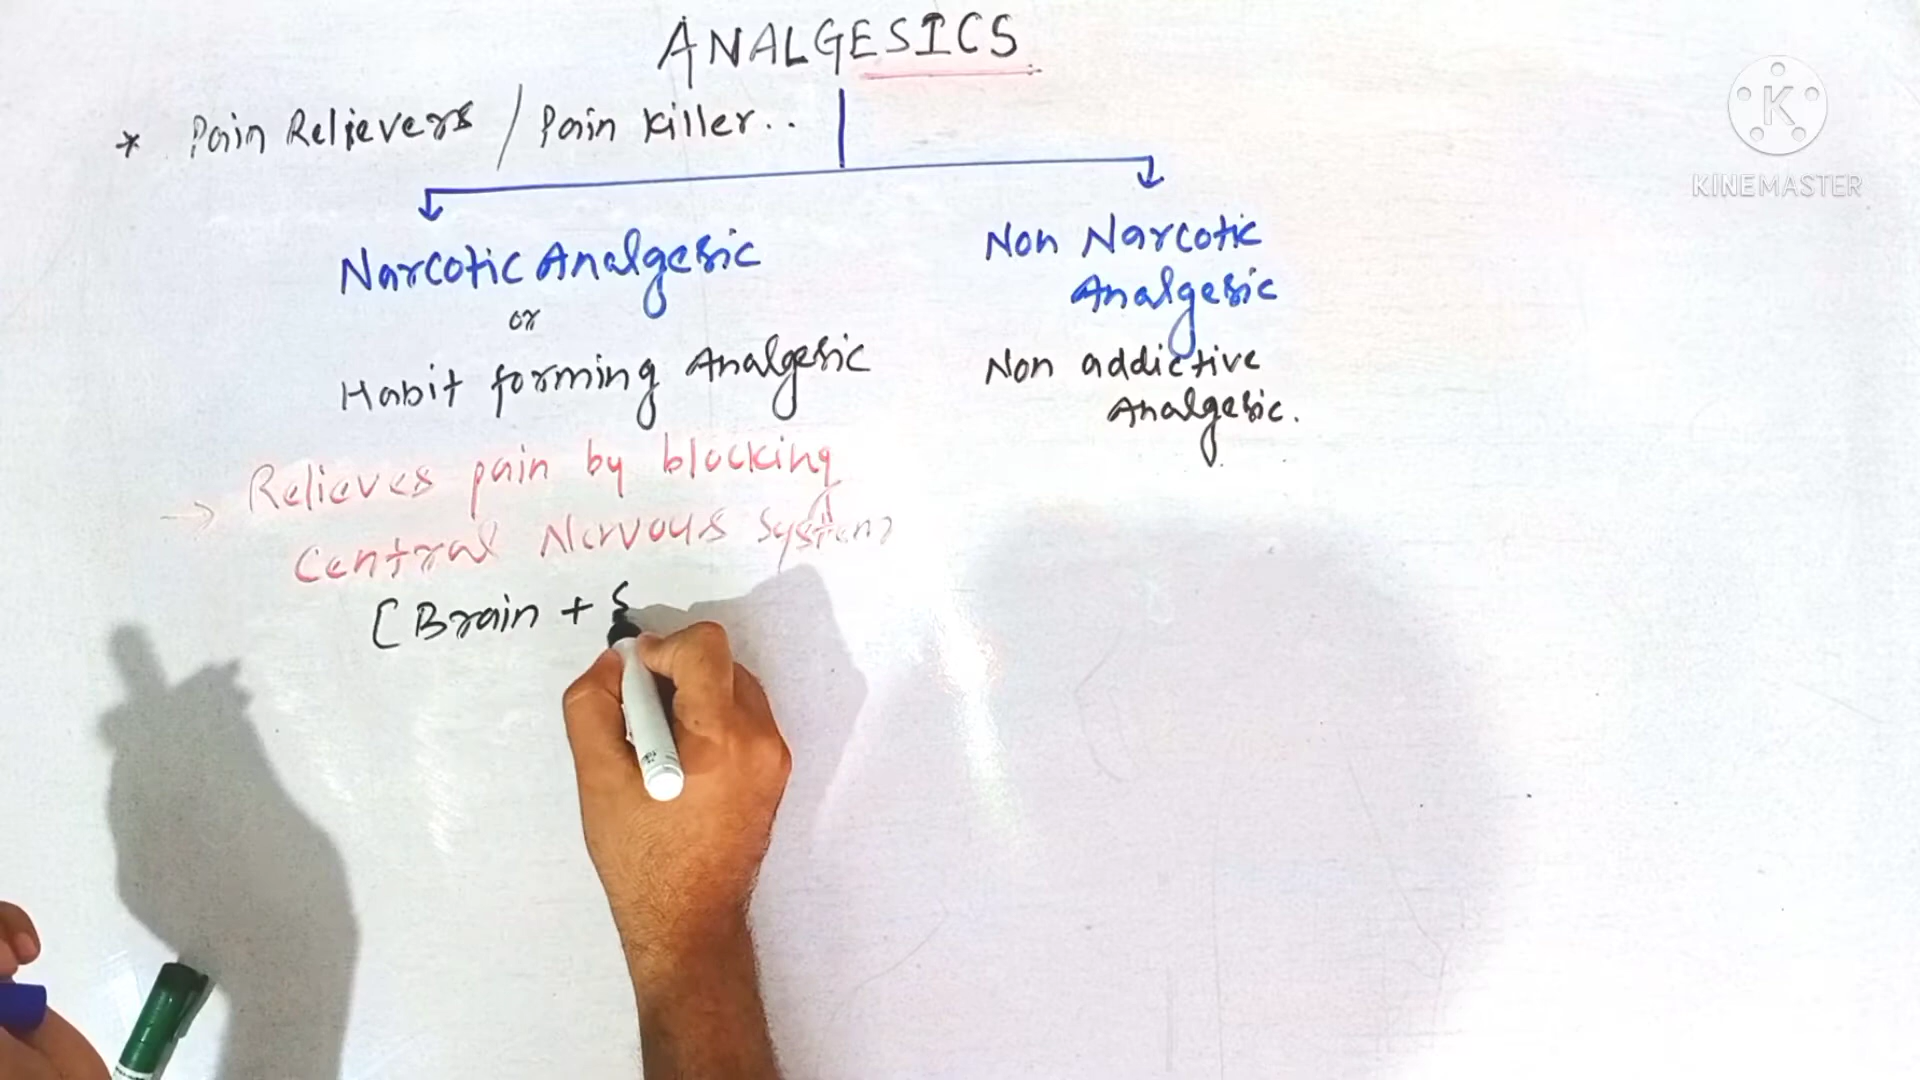 ANALGESICS
* Pain Relievers / Pain Killer..
Narcotic Analgesic
or
Habit forming Analgesic
→ Relieves pain by blocking
Central Nervous System
[Brain + S
Non Narcotic
Analgesic
Non addictive
Analgesic.
K
KINEMASTER